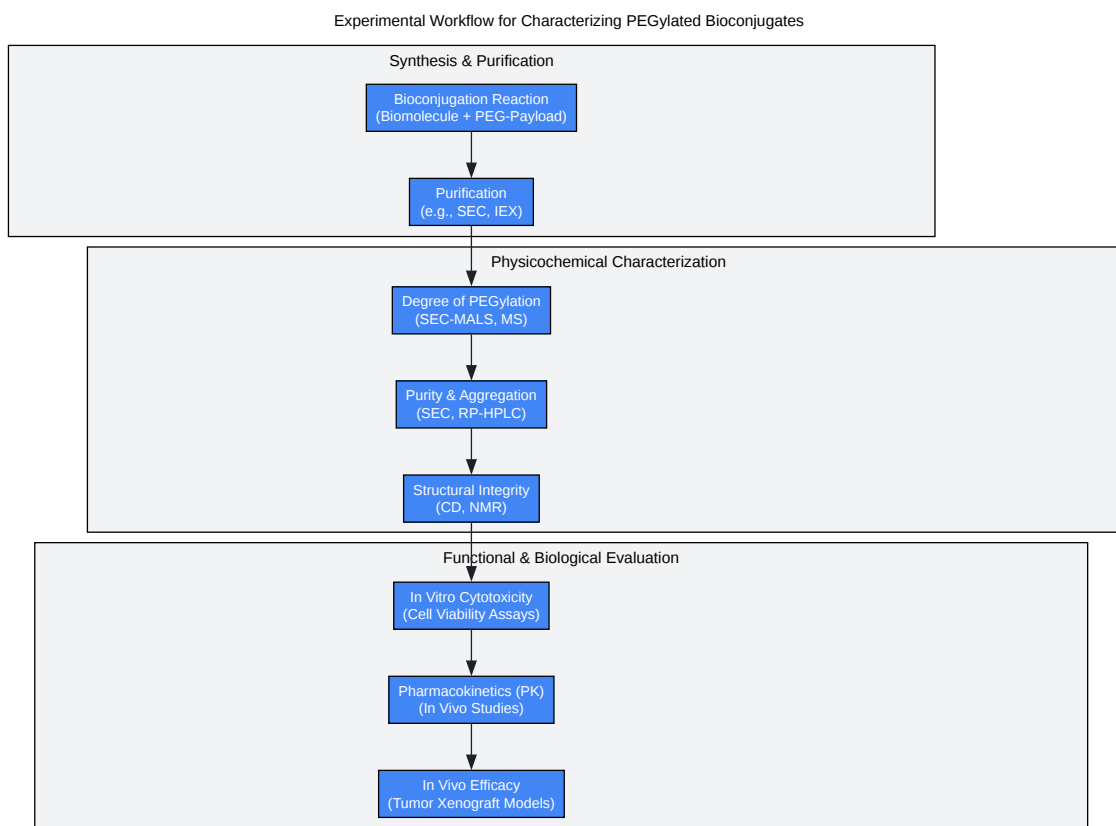 Experimental Workflow for Characterizing PEGylated Bioconjugates
Synthesis & Purification
Bioconjugation Reaction
(Biomolecule + PEG-Payload)
Purification
(e.g., SEC, IEX)
Physicochemical Characterization
Degree of PEGylation
(SEC-MALS, MS)
Purity & Aggregation
(SEC, RP-HPLC)
Structural Integrity
(CD, NMR)
Functional & Biological Evaluation
In Vitro Cytotoxicity
(Cell Viability Assays)
Pharmacokinetics (PK)
(In Vivo Studies)
In Vivo Efficacy
(Tumor Xenograft Models)